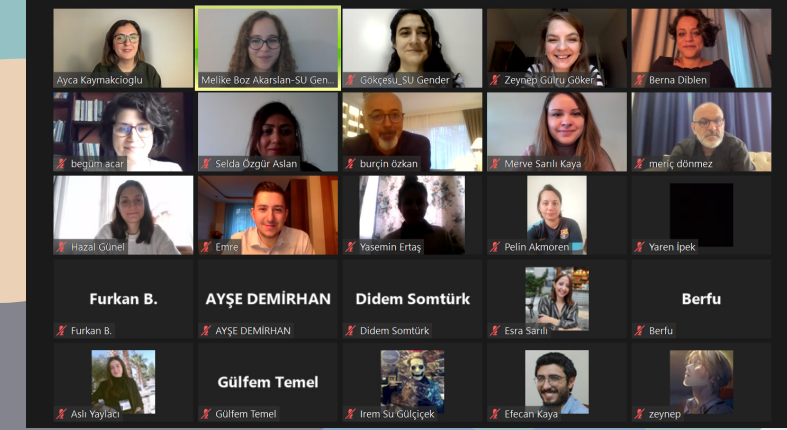 Ayca Kaymakcioglu
Melike Boz Akarslan-SU Gen...
Gökçesu_SU Gender
Zeynep Gülru Göker
Berna Diblen
begüm acar
Selda Özgür Aslan
burçin özkan
Merve Sarılı Kaya
meriç dönmez
Hazal Günel
Emre
Yasemin Ertaş
Pelin Akmoren
Yaren İpek
Furkan B.
Furkan B.
AYŞE DEMİRHAN
AYŞE DEMİRHAN
Didem Somtürk
Didem Somtürk
Esra Sarılı
Berfu
Berfu
Aslı Yaylacı
Gülfem Temel
Gülfem Temel
Irem Su Gülçiçek
Efecan Kaya
zeynep